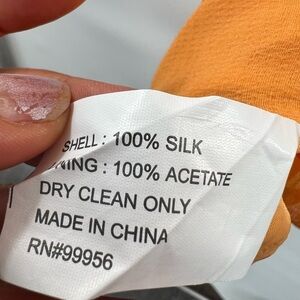 SHELL : 100% SILK
NING : 100% ACETATE
DRY CLEAN ONLY
MADE IN CHINA
RN#99956